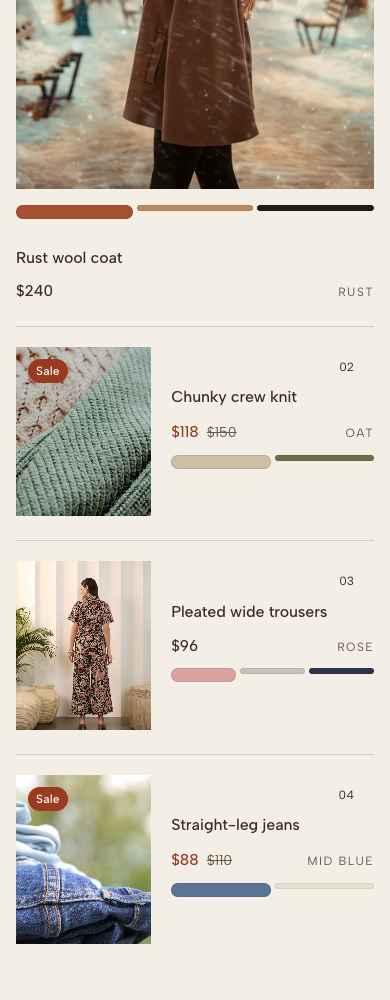 Rust wool coat
$240 RUST
Sale
02
Chunky crew knit
$118 $150 OAT
03
Pleated wide trousers
$96 ROSE
Sale
04
Straight-leg jeans
$88 $110 MID BLUE